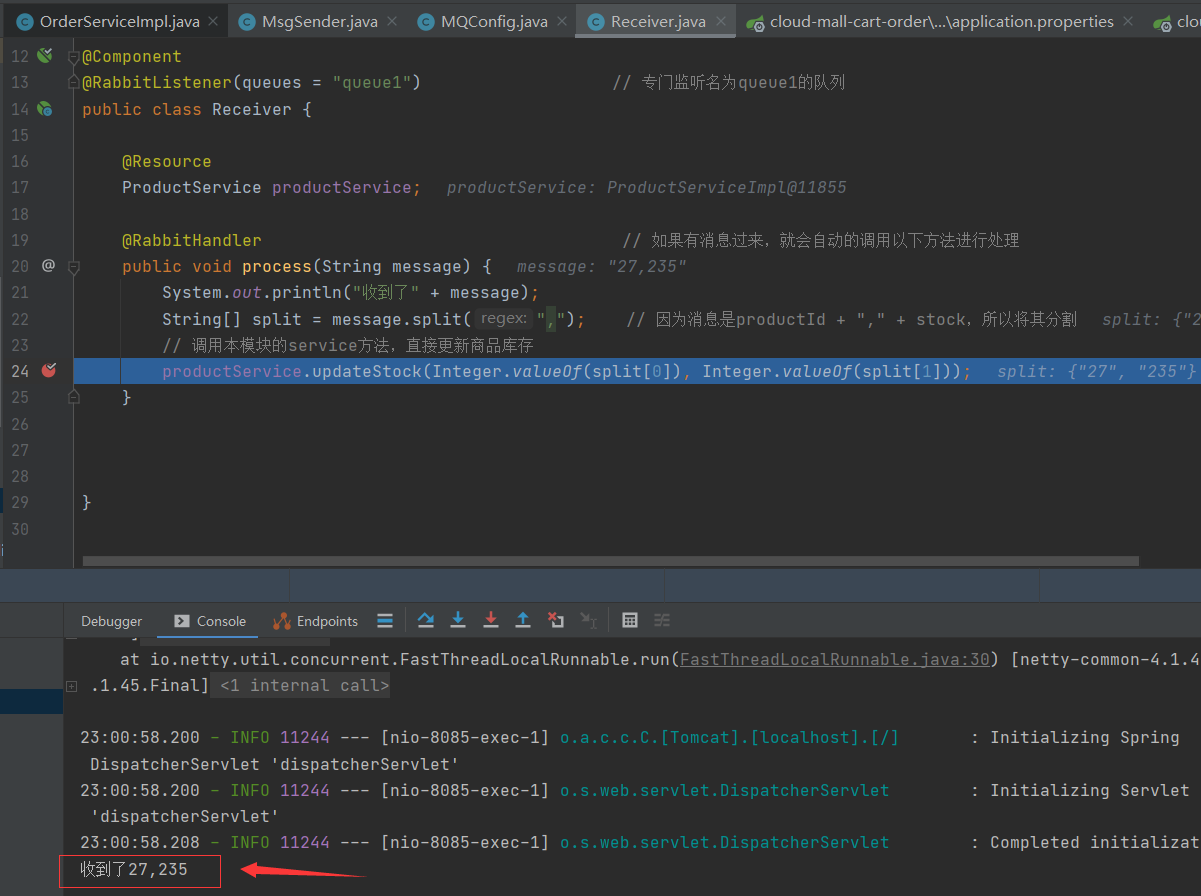 OrderServiceImpl.java MsgSender.java MQConfig.java Receiver.java cloud-mall-cart-order\...\application.properties clou
12 @Component
13 @RabbitListener(queues = "queue1") // 专门监听名为queue1的队列
14 public class Receiver {
15
16 @Resource
17 ProductService productService; productService: ProductServiceImpl@11855
18
19 @RabbitHandler // 如果有消息过来，就会自动的调用以下方法进行处理
20 @ public void process(String message) { message: "27,235"
21 System.out.println("收到了" + message);
22 String[] split = message.split( regex: ","); // 因为消息是productId + "," + stock，所以将其分割 split: {"2
23 // 调用本模块的service方法，直接更新商品库存
24 productService.updateStock(Integer.valueOf(split[0]), Integer.valueOf(split[1])); split: {"27", "235"}
25 }
26
27
28
29 }
30
Debugger Console Endpoints
at io.netty.util.concurrent.FastThreadLocalRunnable.run(FastThreadLocalRunnable.java:30) [netty-common-4.1.4
.1.45.Final] <1 internal call>
23:00:58.200 - INFO 11244 --- [nio-8085-exec-1] o.a.c.c.C.[Tomcat].[localhost].[/] : Initializing Spring
DispatcherServlet 'dispatcherServlet'
23:00:58.200 - INFO 11244 --- [nio-8085-exec-1] o.s.web.servlet.DispatcherServlet : Initializing Servlet
'dispatcherServlet'
23:00:58.208 - INFO 11244 --- [nio-8085-exec-1] o.s.web.servlet.DispatcherServlet : Completed initializat
收到了27,235